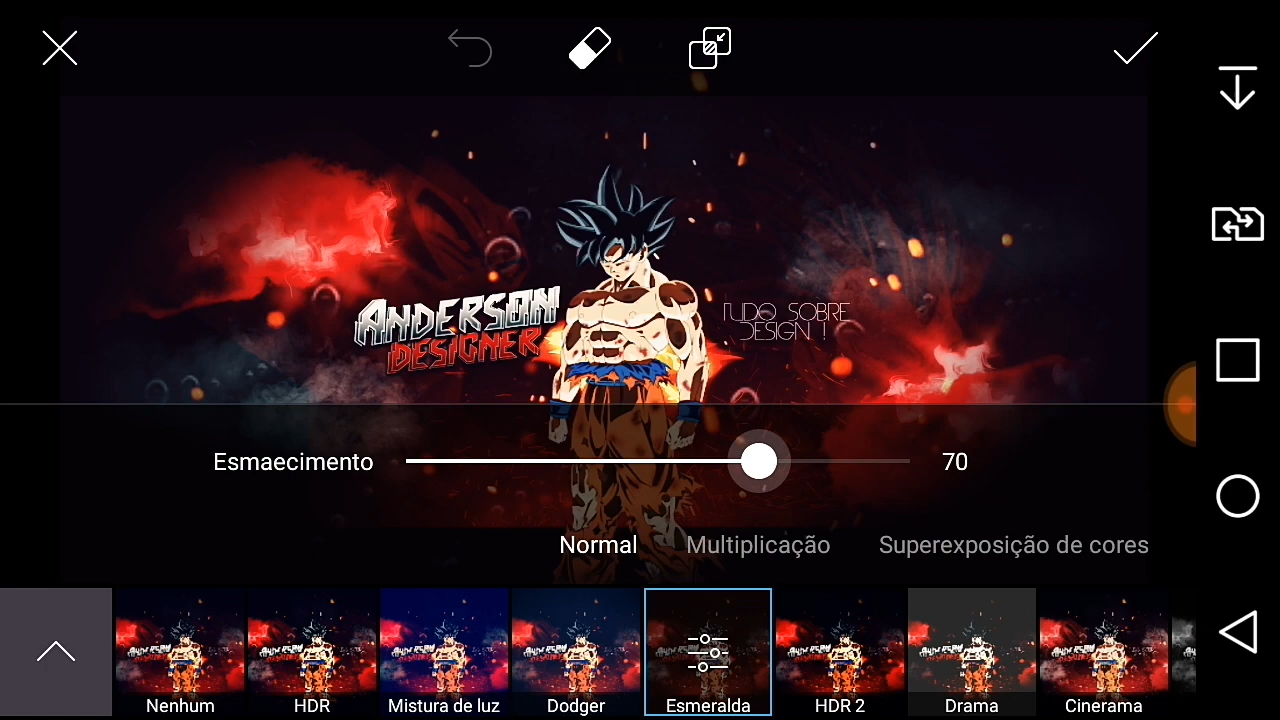 ANDERSON
DESIGNER
TUDO SOBRE
DESIGN !
Esmaecimento 70
Normal Multiplicação Superexposição de cores
Nenhum HDR Mistura de luz Dodger Esmeralda HDR 2 Drama Cinerama